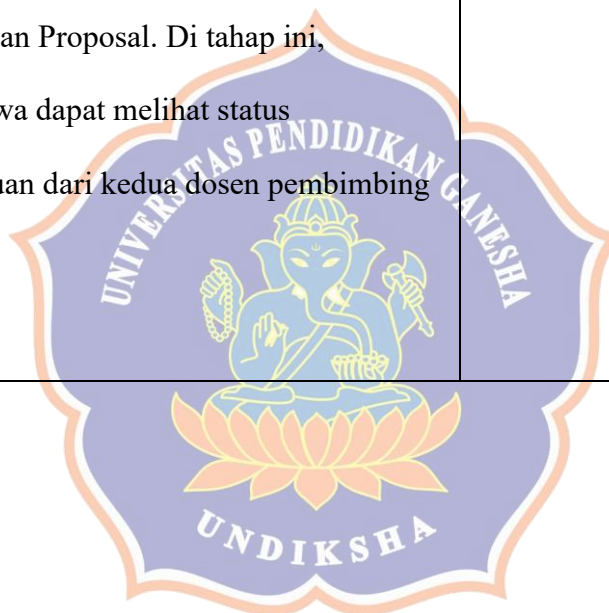 an Proposal. Di tahap ini,
wa dapat melihat status
uan dari kedua dosen pembimbing
UNIVERSITAS PENDIDIKAN GANESHA
UNDIKSHA